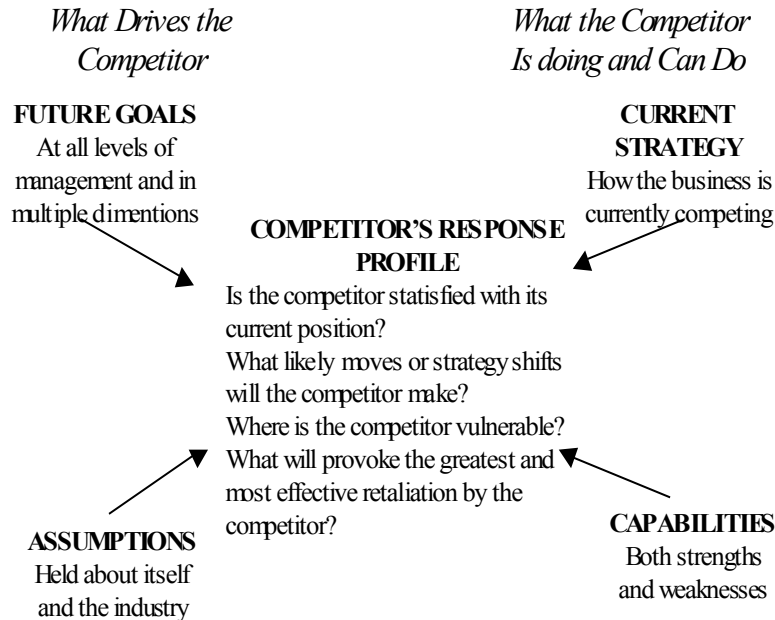 What Drives the
Competitor
What the Competitor
Is doing and Can Do
FUTURE GOALS
At all levels of
management and in
multiple dimentions
CURRENT
STRATEGY
How the business is
currently competing
COMPETITOR'S RESPONSE
PROFILE
Is the competitor statisfied with its
current position?
What likely moves or strategy shifts
will the competitor make?
Where is the competitor vulnerable?
What will provoke the greatest and
most effective retaliation by the
competitor?
ASSUMPTIONS
Held about itself
and the industry
CAPABILITIES
Both strengths
and weaknesses